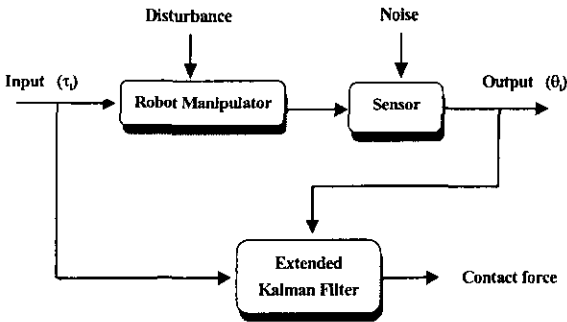 Disturbance
Noise
Input (τᵢ)
Robot Manipulator
Sensor
Output (θᵢ)
Extended
Kalman Filter
Contact force